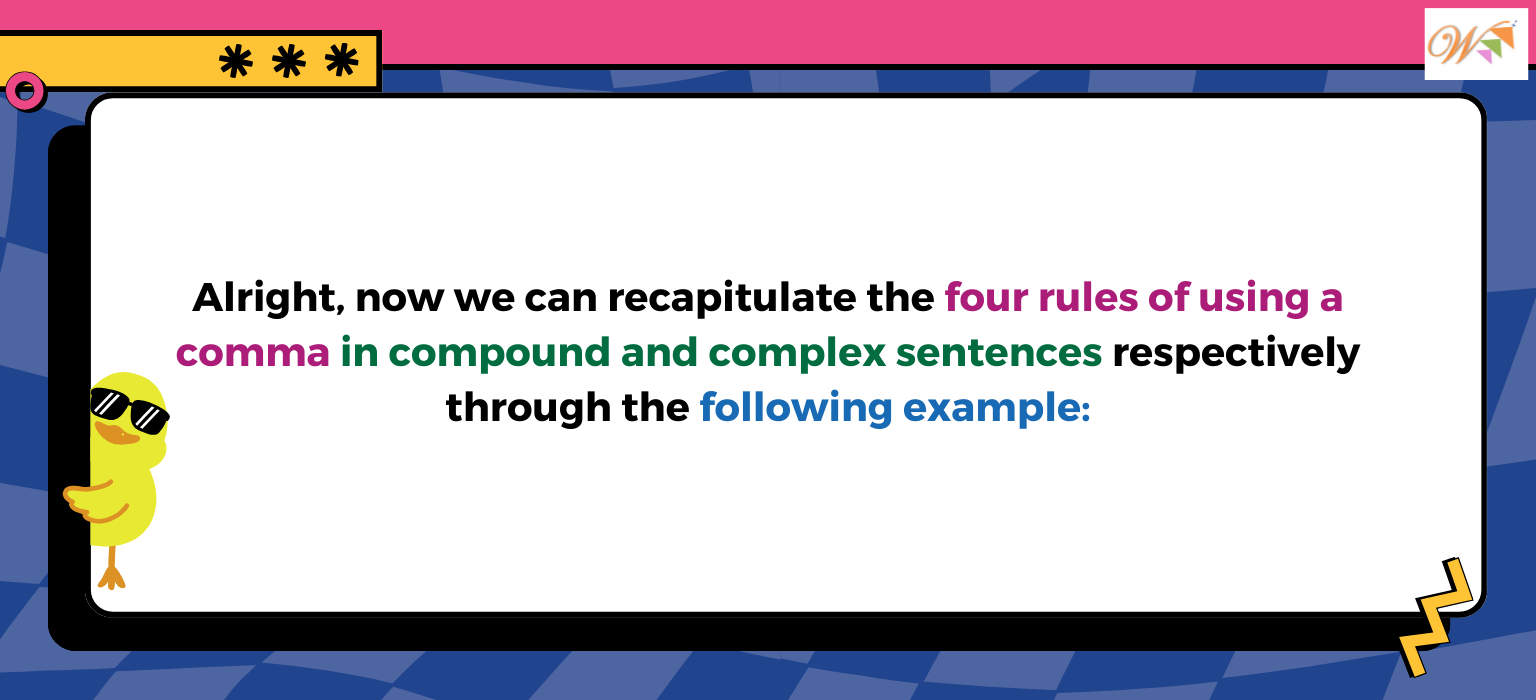 W
Alright, now we can recapitulate the four rules of using a
comma in compound and complex sentences respectively
through the following example: